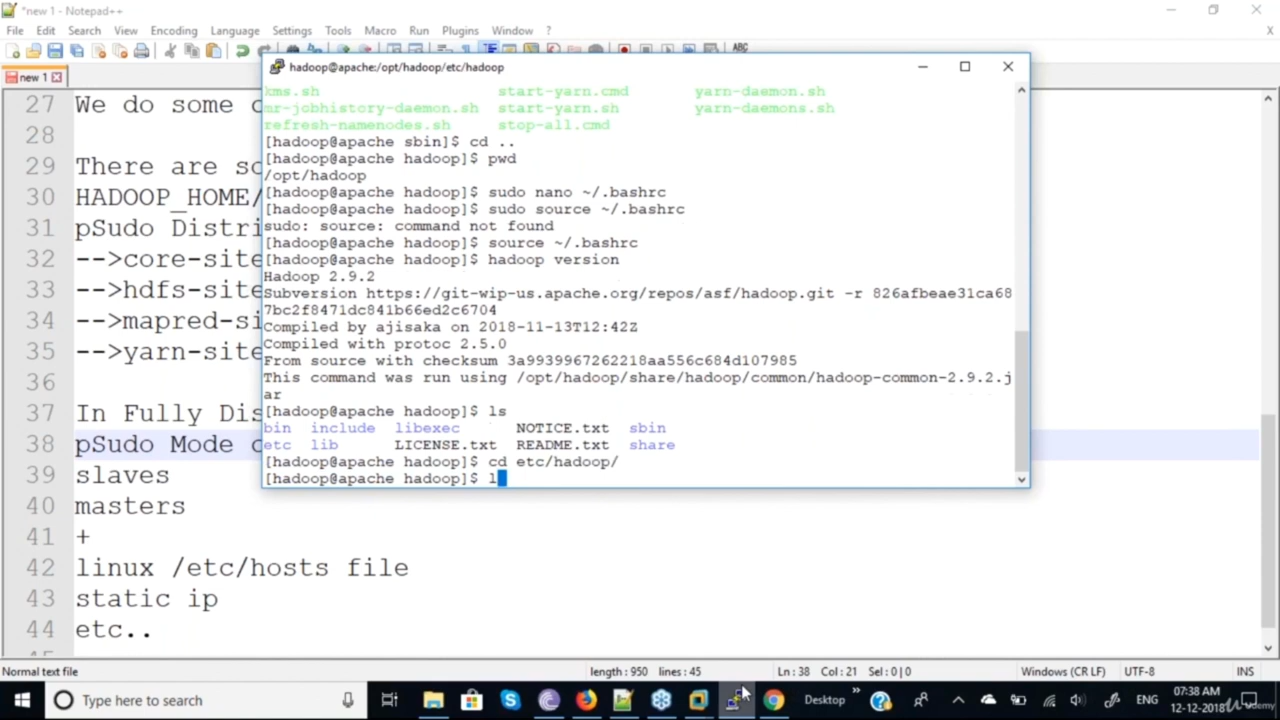 *new 1 - Notepad++
File Edit Search View Encoding Language Settings Tools Macro Run Plugins Window ?
new 1
hadoop@apache:/opt/hadoop/etc/hadoop
kms.sh start-yarn.cmd yarn-daemon.sh
mr-jobhistory-daemon.sh start-yarn.sh yarn-daemons.sh
refresh-namenodes.sh stop-all.cmd
[hadoop@apache sbin]$ cd ..
[hadoop@apache hadoop]$ pwd
/opt/hadoop
[hadoop@apache hadoop]$ sudo nano ~/.bashrc
[hadoop@apache hadoop]$ sudo source ~/.bashrc
sudo: source: command not found
[hadoop@apache hadoop]$ source ~/.bashrc
[hadoop@apache hadoop]$ hadoop version
Hadoop 2.9.2
Subversion https://git-wip-us.apache.org/repos/asf/hadoop.git -r 826afbeae31ca68
7bc2f8471dc841b66ed2c6704
Compiled by ajisaka on 2018-11-13T12:42Z
Compiled with protoc 2.5.0
From source with checksum 3a9939967262218aa556c684d107985
This command was run using /opt/hadoop/share/hadoop/common/hadoop-common-2.9.2.j
ar
[hadoop@apache hadoop]$ ls
bin include libexec NOTICE.txt sbin
etc lib LICENSE.txt README.txt share
[hadoop@apache hadoop]$ cd etc/hadoop/
[hadoop@apache hadoop]$ l
27 We do some
28
29 There are so
30 HADOOP_HOME/
31 pSudo Distri
32 -->core-site
33 -->hdfs-site
34 -->mapred-si
35 -->yarn-site
36
37 In Fully Dis
38 pSudo Mode
39 slaves
40 masters
41 +
42 linux /etc/hosts file
43 static ip
44 etc..
Normal text file length : 950 lines : 45 Ln : 38 Col : 21 Sel : 0 | 0 Windows (CR LF) UTF-8 INS
Type here to search Desktop ENG 07:38 AM
12-12-2018
Udemy